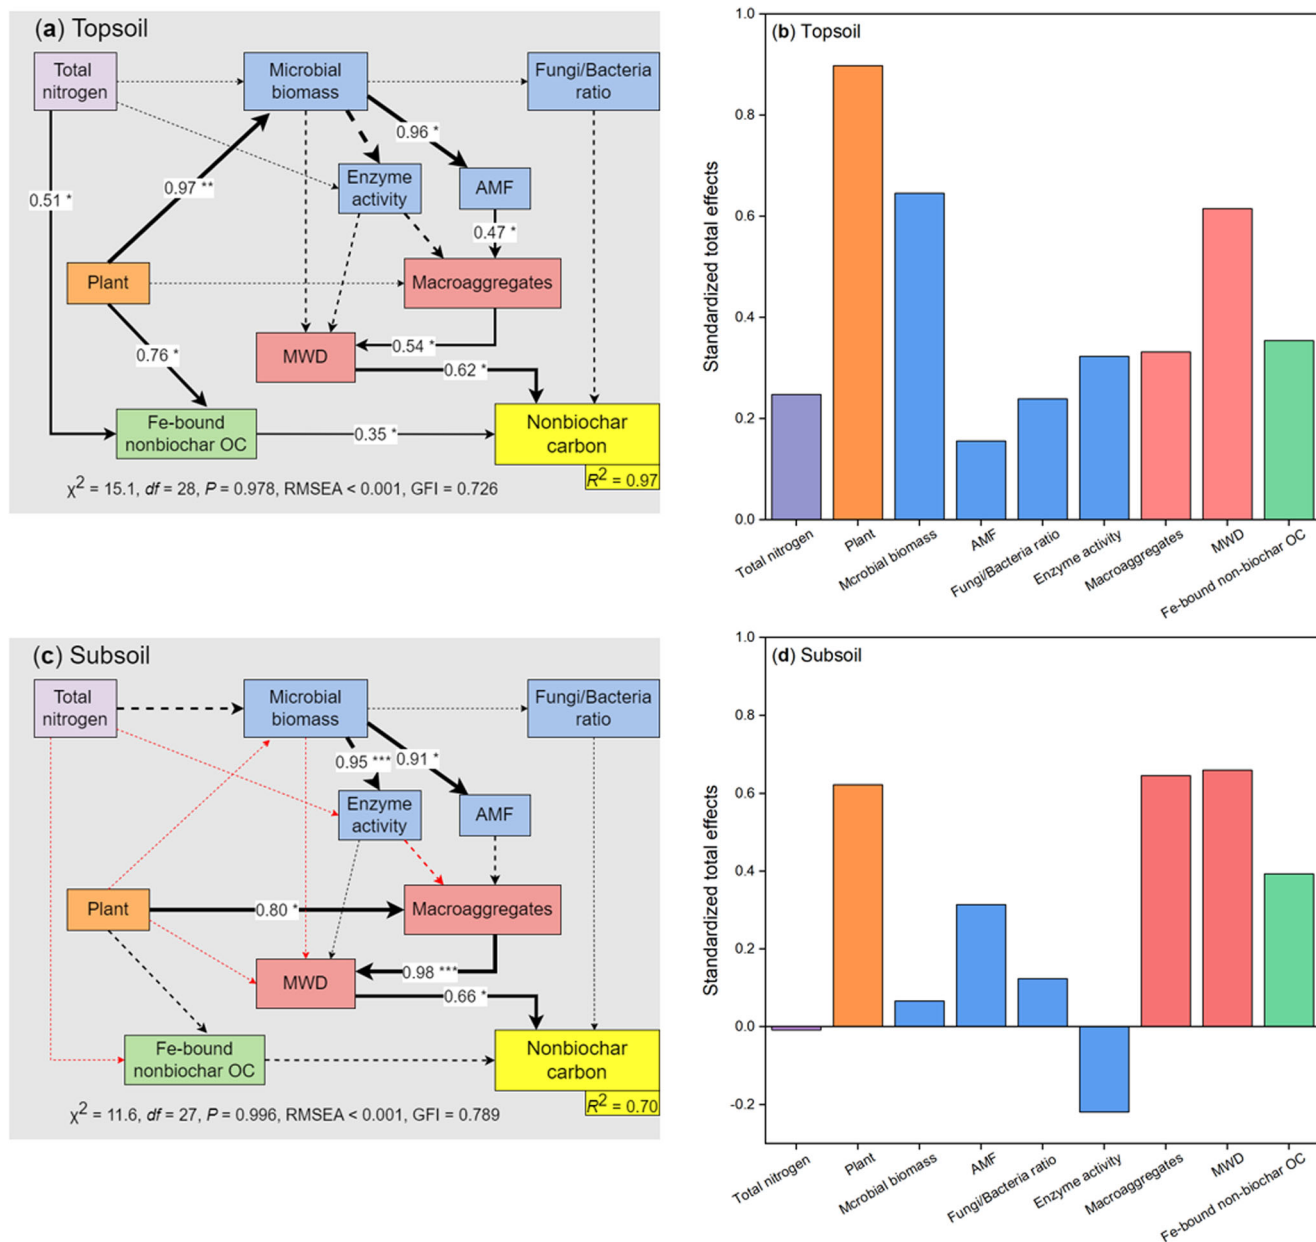 (a) Topsoil
Total
nitrogen
Microbial
biomass
Fungi/Bacteria
ratio
0.96 *
Enzyme
activity
AMF
0.97 **
0.51 *
0.47 *
Plant
Macroaggregates
0.54 *
0.76 *
MWD
0.62 *
Fe-bound
nonbiochar OC
0.35 *
Nonbiochar
carbon
R² = 0.97
χ² = 15.1, df = 28, P = 0.978, RMSEA < 0.001, GFI = 0.726
(b) Topsoil
Standardized total effects
1.0
0.8
0.6
0.4
0.2
0.0
Total nitrogen
Plant
Mcrobial biomass
AMF
Fungi/Bacteria ratio
Enzyme activity
Macroaggregates
MWD
Fe-bound non-biochar OC
(c) Subsoil
Total
nitrogen
Microbial
biomass
Fungi/Bacteria
ratio
0.95 ***
0.91 *
Enzyme
activity
AMF
Plant
0.80 *
Macroaggregates
0.98 ***
MWD
0.66 *
Fe-bound
nonbiochar OC
Nonbiochar
carbon
R² = 0.70
χ² = 11.6, df = 27, P = 0.996, RMSEA < 0.001, GFI = 0.789
(d) Subsoil
Standardized total effects
1.0
0.8
0.6
0.4
0.2
0.0
-0.2
Total nitrogen
Plant
Mcrobial biomass
AMF
Fungi/Bacteria ratio
Enzyme activity
Macroaggregates
MWD
Fe-bound non-biochar OC